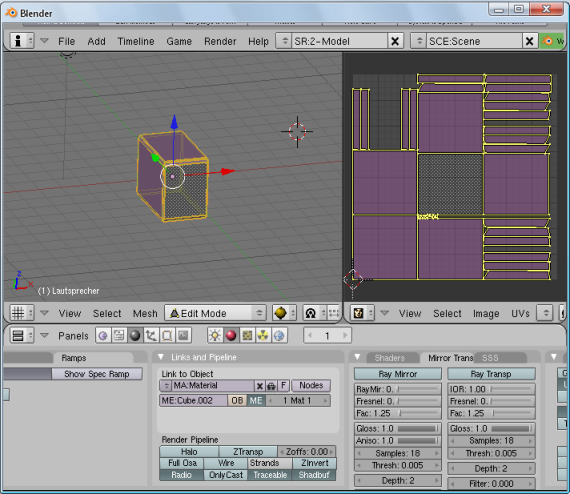 Blender
File Add Timeline Game Render Help SR:2-Model SCE:Scene
Z X
(1) Lautsprecher
View Select Mesh Edit Mode
View Select Image UVs
Panels 1
Ramps
Show Spec Ramp
Links and Pipeline
Link to Object
MA:Material F Nodes
ME:Cube.002 OB ME 1 Mat 1
Render Pipeline
Halo ZTransp Zoffs: 0.00
Full Osa Wire Strands ZInvert
Radio OnlyCast Traceable Shadbuf
Shaders Mirror Trans SSS
Ray Mirror Ray Transp
RayMir: 0. IOR: 1.00
Fresnel: 0. Fresnel: 0.
Fac: 1.25 Fac: 1.25
Gloss: 1.0 Gloss: 1.0
Aniso: 1.0 Samples: 18
Samples: 18 Thresh: 0.005
Thresh: 0.005 Depth: 2
Depth: 2 Filter: 0.000